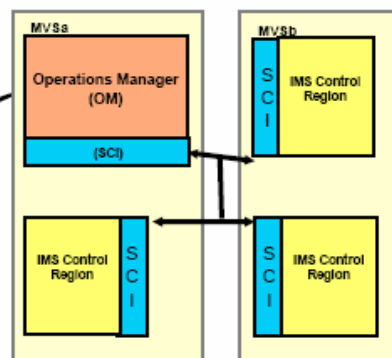 MVSa
Operations Manager
(OM)
(SCI)
IMS Control
Region
S
C
I
MVSb
S
C
I
IMS Control
Region
S
C
I
IMS Control
Region